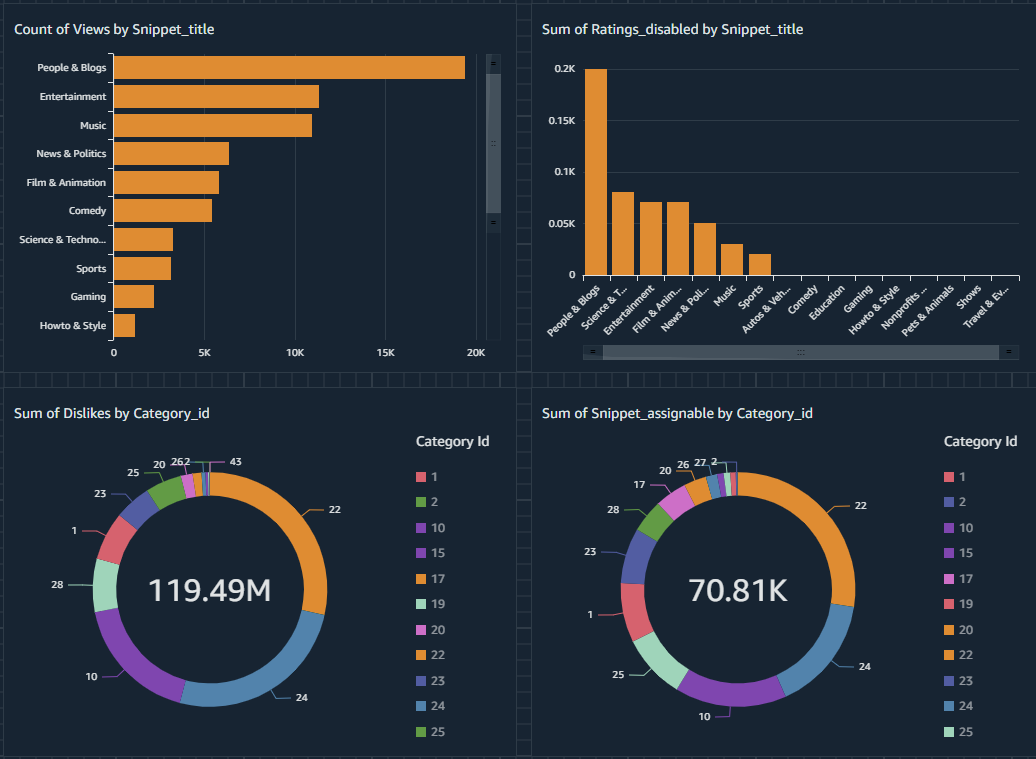 Count of Views by Snippet_title
People & Blogs
Entertainment
Music
News & Politics
Film & Animation
Comedy
Science & Techno...
Sports
Gaming
Howto & Style
0
5K
10K
15K
20K
Sum of Ratings_disabled by Snippet_title
0.2K
0.15K
0.1K
0.05K
0
People & Blogs
Science & T...
Entertainment
Film & Anim...
News & Poli...
Music
Sports
Autos & Veh...
Comedy
Education
Gaming
Howto & Style
Nonprofits ...
Pets & Animals
Shows
Travel & Ev...
Sum of Dislikes by Category_id
119.49M
22
24
10
28
1
23
25
20
26
2
43
Category Id
1
2
10
15
17
19
20
22
23
24
25
Sum of Snippet_assignable by Category_id
70.81K
22
24
10
25
1
23
28
17
20
26
27
2
Category Id
1
2
10
15
17
19
20
22
23
24
25